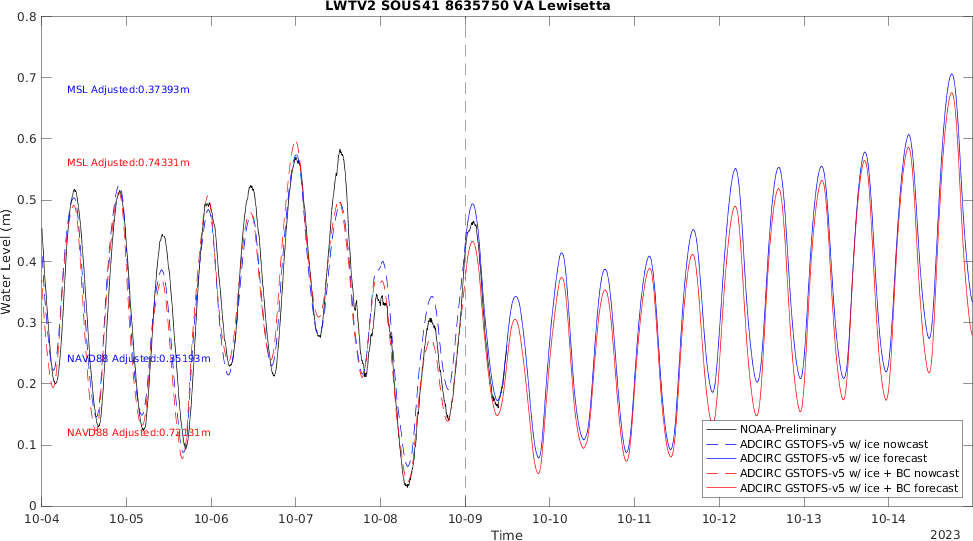 LWTV2 SOUS41 8635750 VA Lewisetta
Water Level (m)
0.8
0.7
0.6
0.5
0.4
0.3
0.2
0.1
0
MSL Adjusted:0.37393m
MSL Adjusted:0.74331m
NAVD88 Adjusted:0.35193m
NAVD88 Adjusted:0.72131m
NOAA-Preliminary
ADCIRC GSTOFS-v5 w/ ice nowcast
ADCIRC GSTOFS-v5 w/ ice forecast
ADCIRC GSTOFS-v5 w/ ice + BC nowcast
ADCIRC GSTOFS-v5 w/ ice + BC forecast
10-04 10-05 10-06 10-07 10-08 10-09 10-10 10-11 10-12 10-13 10-14
Time
2023